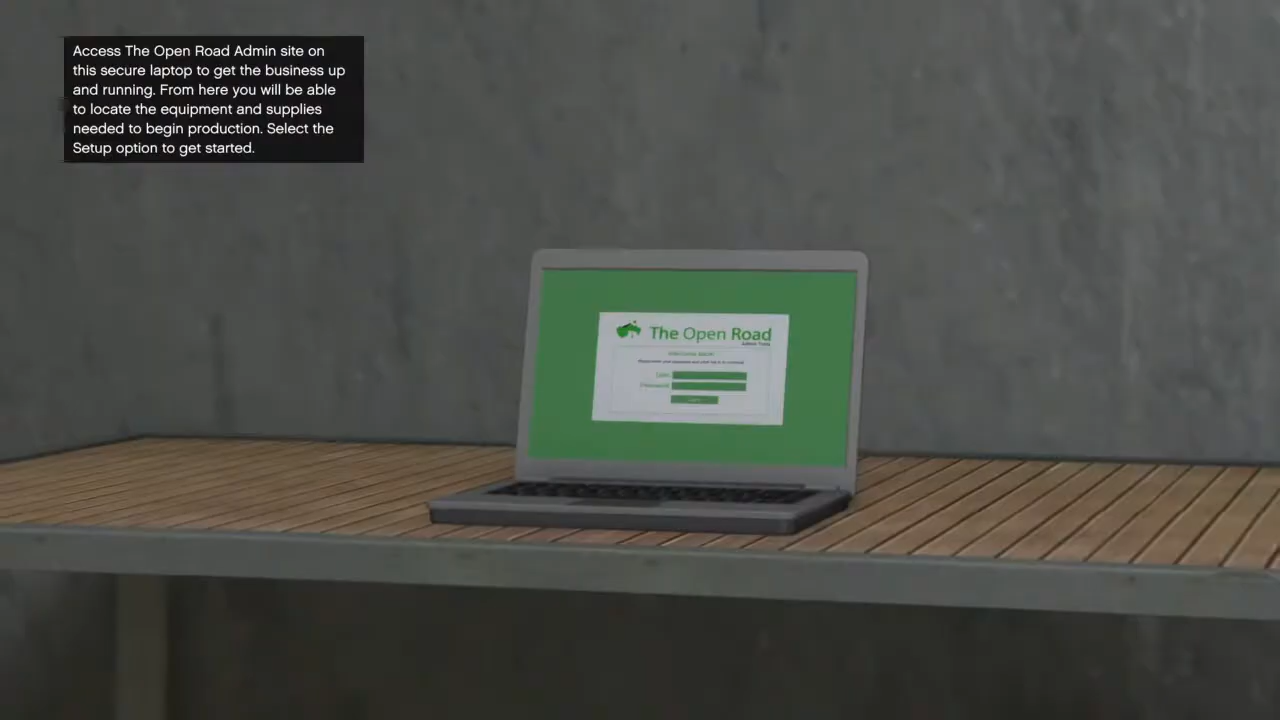 Access The Open Road Admin site on
this secure laptop to get the business up
and running. From here you will be able
to locate the equipment and supplies
needed to begin production. Select the
Setup option to get started.
The Open Road